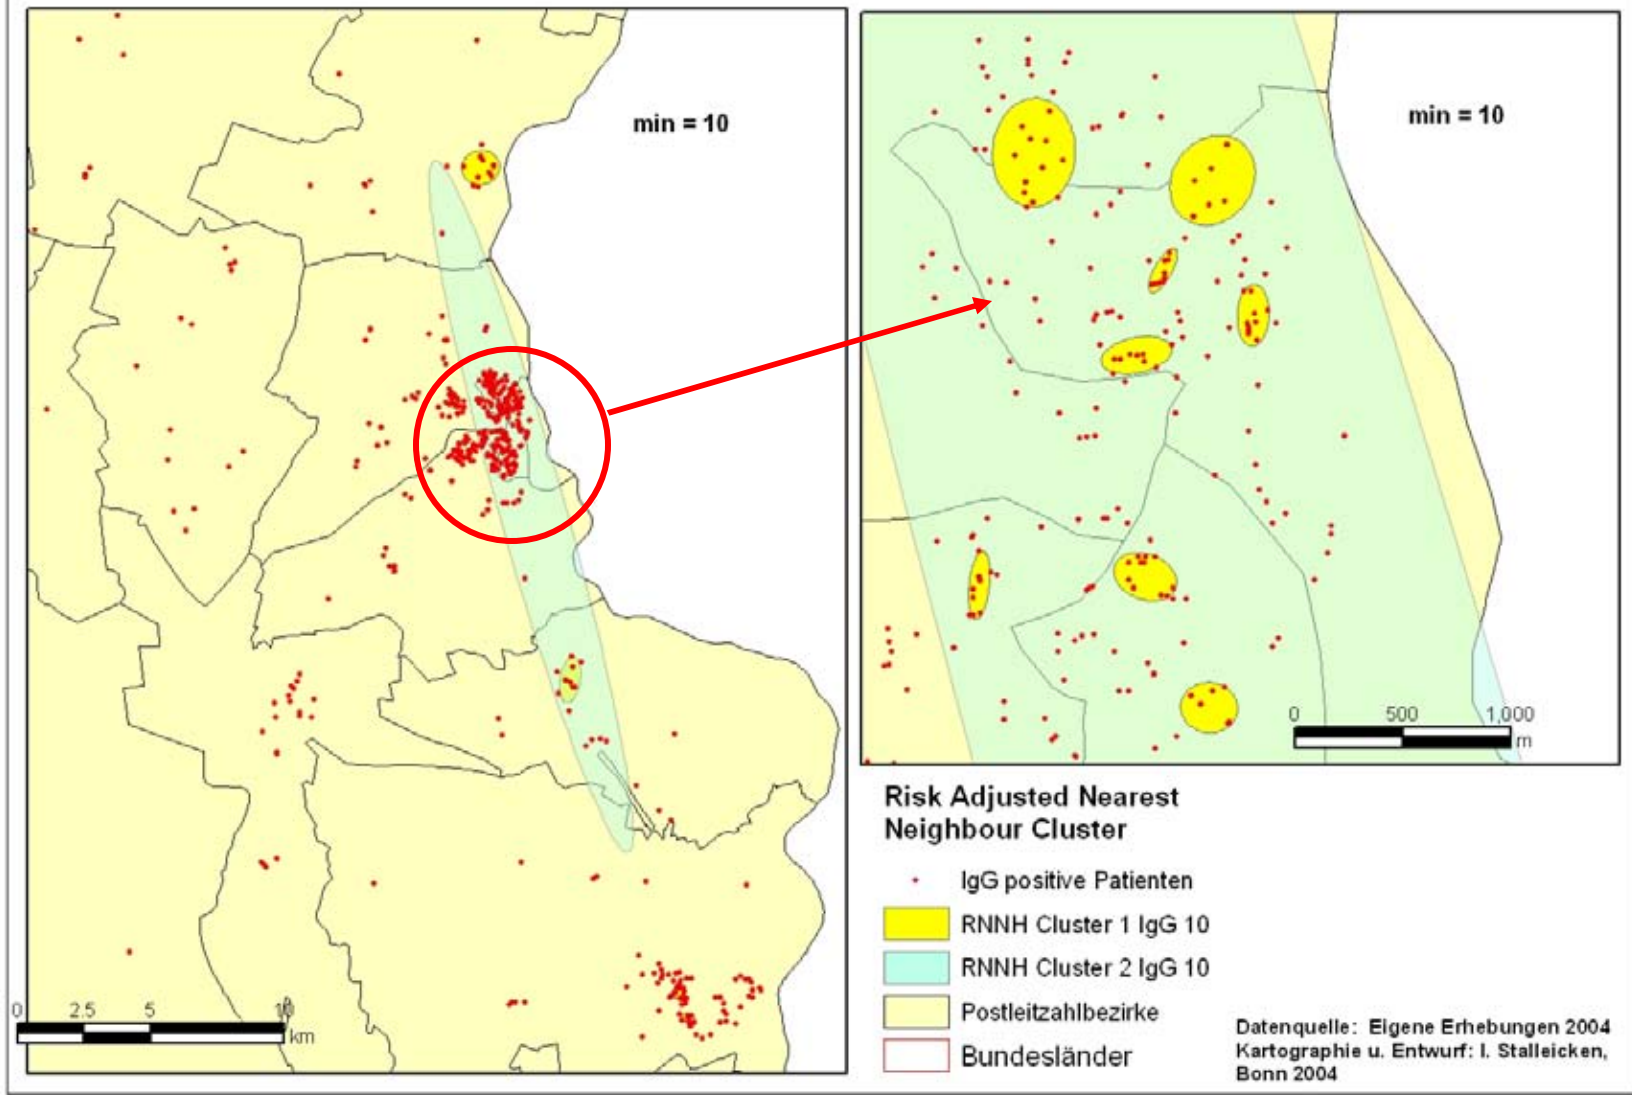 min = 10
min = 10
0 2.5 5 10
km
0 500 1,000
m
Risk Adjusted Nearest
Neighbour Cluster
IgG positive Patienten
RNNH Cluster 1 IgG 10
RNNH Cluster 2 IgG 10
Postleitzahlbezirke
Bundesländer
Datenquelle: Eigene Erhebungen 2004
Kartographie u. Entwurf: I. Stalleicken,
Bonn 2004